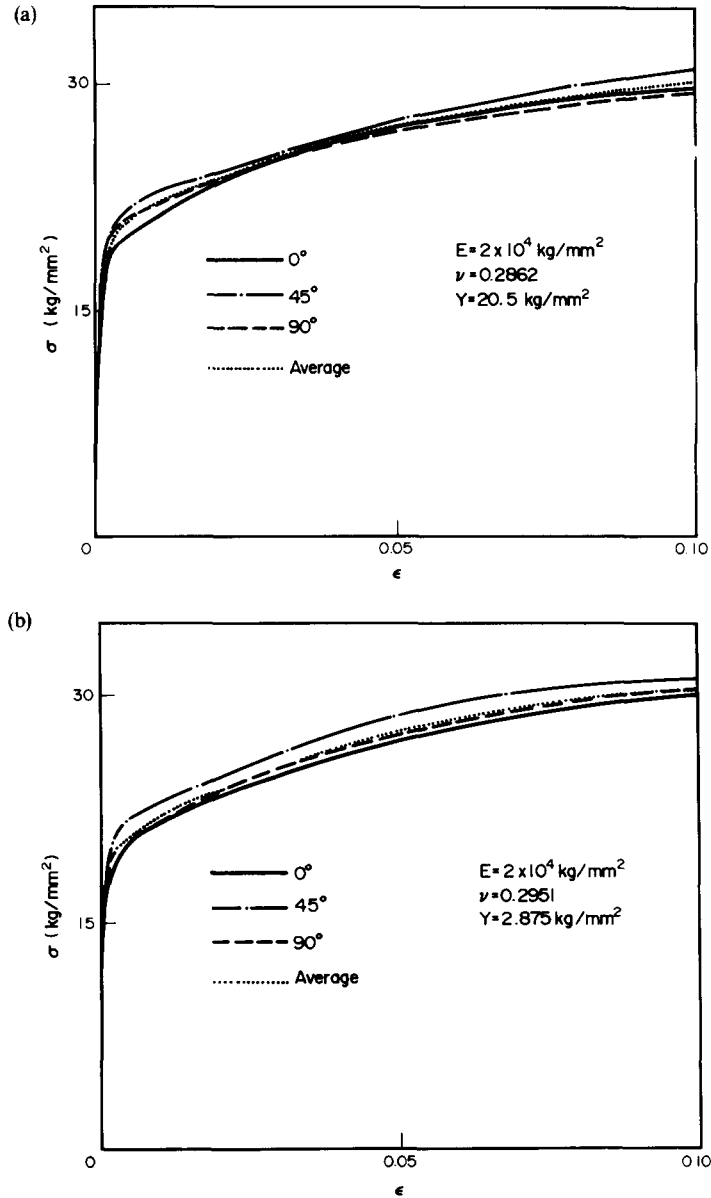 (a)
30
15
0
0.05
0.10
σ (kg/mm²)
ϵ
0°
45°
90°
Average
E=2 x 10⁴ kg/mm²
ν=0.2862
Y=20.5 kg/mm²
(b)
30
15
0
0.05
0.10
σ (kg/mm²)
ϵ
0°
45°
90°
Average
E=2 x 10⁴ kg/mm²
ν=0.2951
Y=2.875 kg/mm²